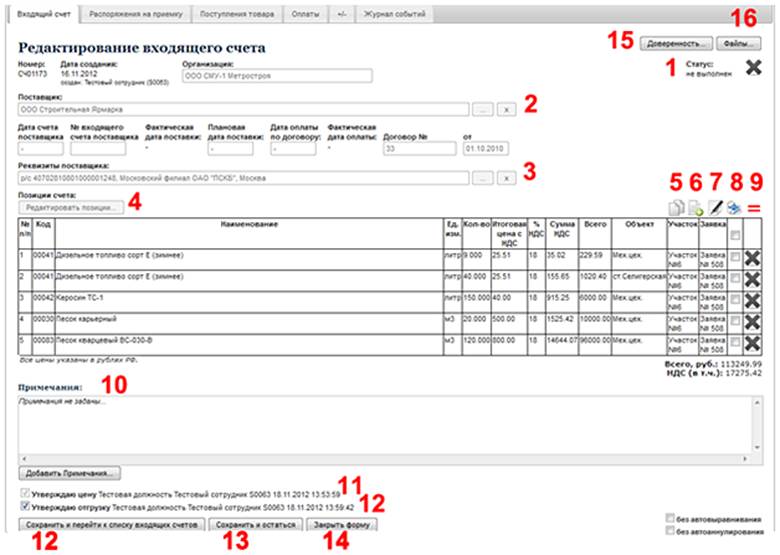 Входящий счет Распоряжения на приемку Поступления товара Оплаты +/- Журнал событий
16
15 Доверенность... Файлы...
Редактирование входящего счета
Номер: Дата создания: Организация: 1 Статус:
СЧ01173 16.11.2012 ООО СМУ-1 Метростроя не выполнен
создан: Тестовый сотрудник (S0063)
Поставщик:
ООО Строительная Ярмарка ... x 2
Дата счета № входящего Фактическая Плановая Дата оплаты Фактическая Договор № от
поставщика счета поставщика дата поставки: дата поставки: по договору: дата оплаты:
- - - - 33 01.10.2010
Реквизиты поставщика:
р/с 40702810801000001248, Московский филиал ОАО "ПСКБ", Москва ... x 3
Позиции счета:
Редактировать позиции... 4 5 6 7 8 9
=
№ Код Наименование Ед. Кол-во Итоговая % Сумма Всего Объект Участок Заявка
п/п изм. цена с НДС НДС
НДС
1 00041 Дизельное топливо сорт Е (зимнее) литр 9.000 25.51 18 35.02 229.59 Мех.цех. Участок Заявка
№6 № 508
2 00041 Дизельное топливо сорт Е (зимнее) литр 40.000 25.51 18 155.65 1020.40 ст Селигерская Участок Заявка
№6 № 508
3 00042 Керосин ТС-1 литр 150.000 40.00 18 915.25 6000.00 Мех.цех. Участок Заявка
№6 № 508
4 00030 Песок карьерный м3 20.000 500.00 18 1525.42 10000.00 Мех.цех. Участок Заявка
№6 № 508
5 00083 Песок кварцевый ВС-030-В м3 120.000 800.00 18 14644.07 96000.00 Мех.цех. Участок Заявка
№6 № 508
Все цены указаны в рублях РФ.
Всего, руб.: 113249.99
НДС (в т.ч.): 17275.42
Примечания: 10
Примечания не заданы...
Добавить Примечания...
Утверждаю цену Тестовая должность Тестовый сотрудник S0063 18.11.2012 13:53:59 11
Утверждаю отгрузку Тестовая должность Тестовый сотрудник S0063 18.11.2012 13:59:42 12
Сохранить и перейти к списку входящих счетов Сохранить и остаться Закрыть форму без автовыравнивания
12 13 14 без автоаннулирования